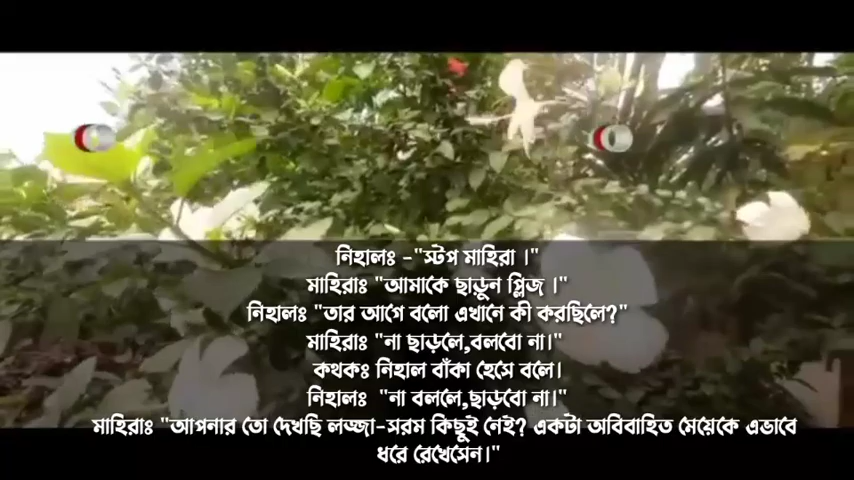 নিহালঃ -"স্টপ মাহিরা ।"
মাহিরাঃ "আমাকে ছাড়ুন প্লিজ ।"
নিহালঃ "তার আগে বলো এখানে কী করছিলে?"
মাহিরাঃ "না ছাড়লে,বলবো না।"
কথকঃ নিহাল বাঁকা হেসে বলে।
নিহালঃ "না বললে,ছাড়বো না।"
মাহিরাঃ "আপনার তো দেখছি লজ্জা-সরম কিছুই নেই? একটা অবিবাহিত মেয়েকে এভাবে
ধরে রেখেসেন।"